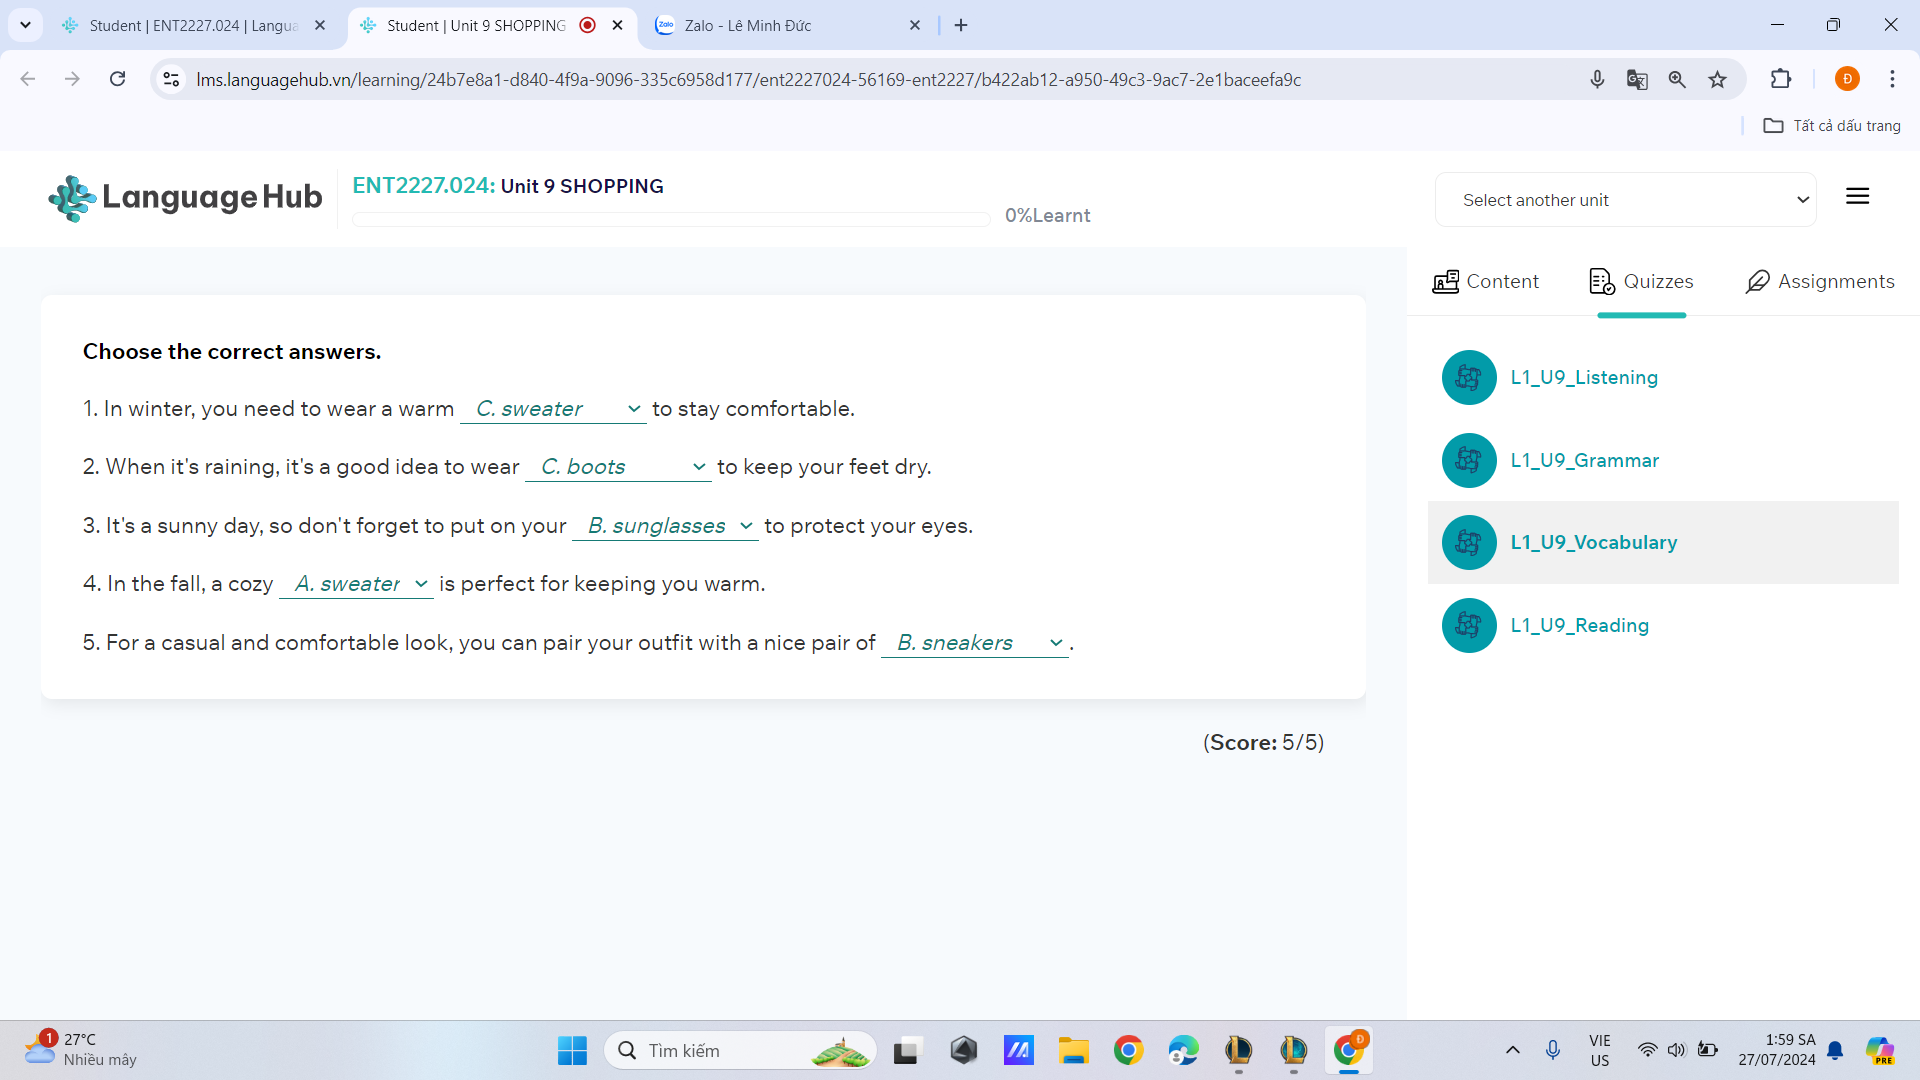 Student | ENT2227.024 | Langua
Student | Unit 9 SHOPPING
Zalo - Lê Minh Đức
lms.languagehub.vn/learning/24b7e8a1-d840-4f9a-9096-335c6958d177/ent2227024-56169-ent2227/b422ab12-a950-49c3-9ac7-2e1baceefa9c
Đ
Tất cả dấu trang
Language Hub
ENT2227.024: Unit 9 SHOPPING
0%Learnt
Select another unit
Content
Quizzes
Assignments
Choose the correct answers.
1. In winter, you need to wear a warm C. sweater to stay comfortable.
2. When it's raining, it's a good idea to wear C. boots to keep your feet dry.
3. It's a sunny day, so don't forget to put on your B. sunglasses to protect your eyes.
4. In the fall, a cozy A. sweater is perfect for keeping you warm.
5. For a casual and comfortable look, you can pair your outfit with a nice pair of B. sneakers .
(Score: 5/5)
L1_U9_Listening
L1_U9_Grammar
L1_U9_Vocabulary
L1_U9_Reading
1
27°C
Nhiều mây
Tìm kiếm
Đ
VIE
US
1:59 SA
27/07/2024
PRE